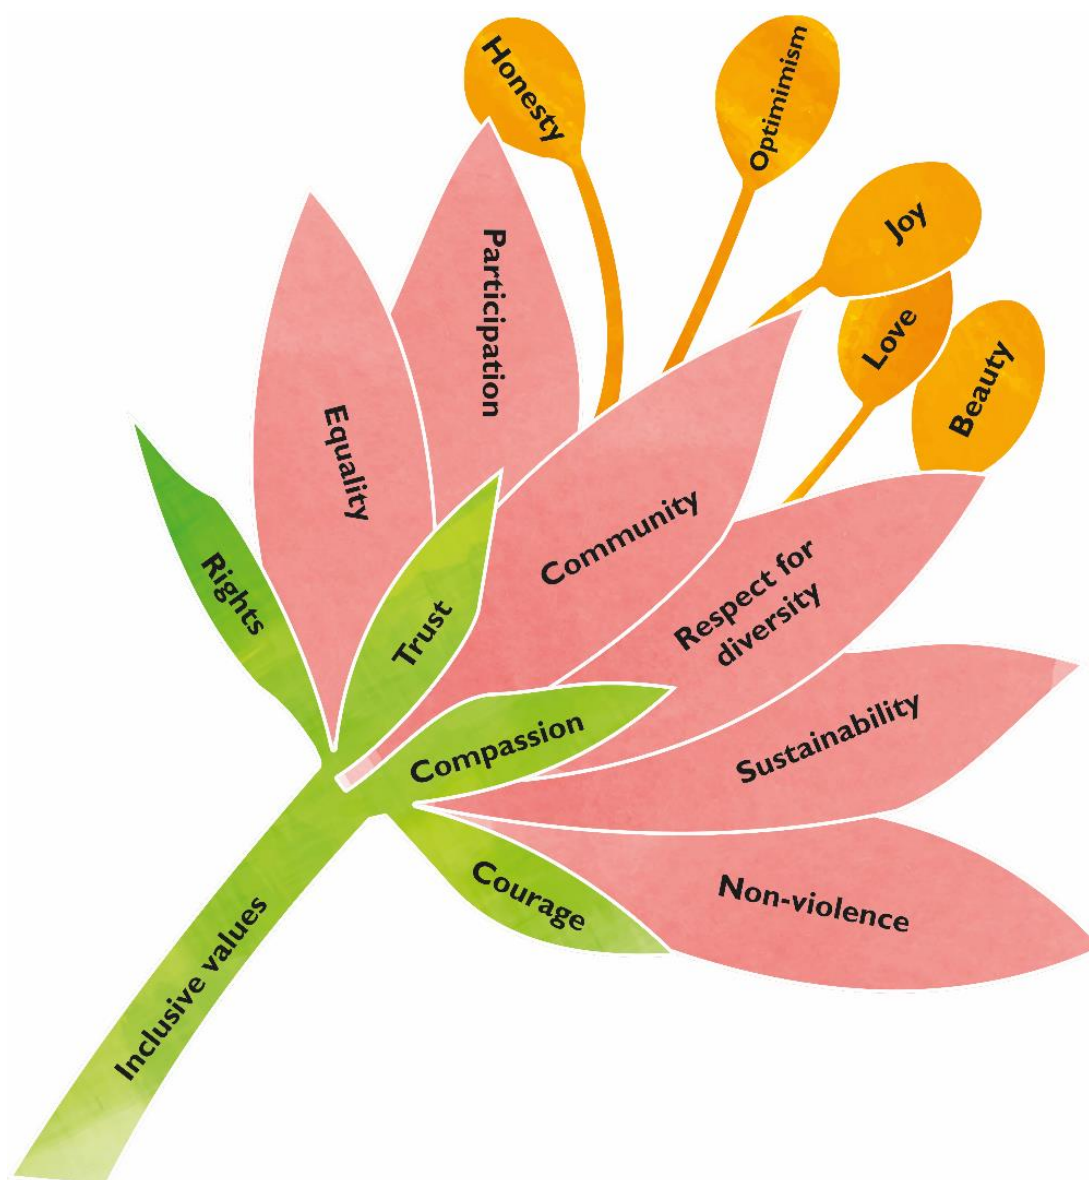 Honesty
Optimimism
Joy
Love
Beauty
Participation
Equality
Community
Respect for
diversity
Rights
Trust
Compassion
Sustainability
Courage
Non-violence
Inclusive values